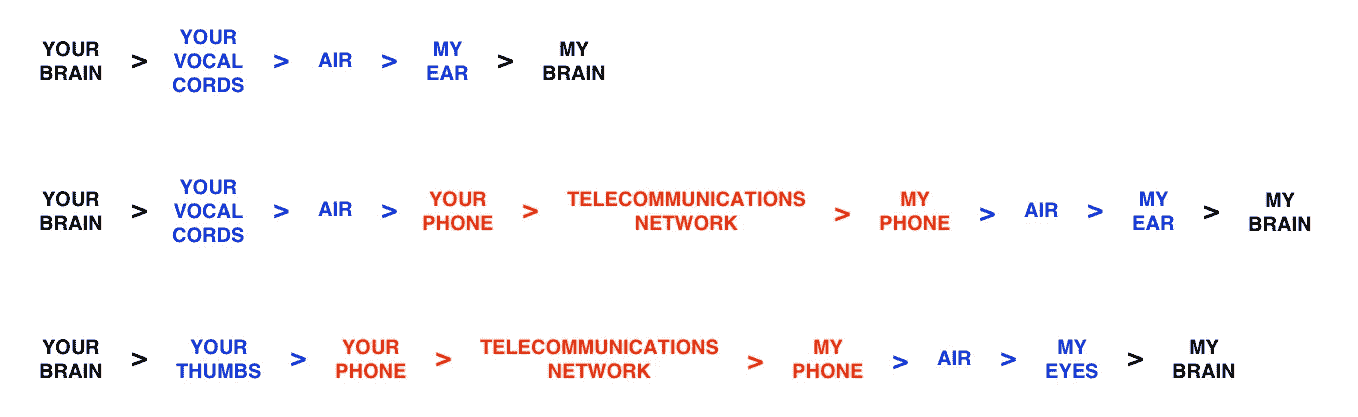 YOUR BRAIN > YOUR VOCAL CORDS > AIR > MY EAR > MY BRAIN
YOUR BRAIN > YOUR VOCAL CORDS > AIR > YOUR PHONE > TELECOMMUNICATIONS NETWORK > MY PHONE > AIR > MY EAR > MY BRAIN
YOUR BRAIN > YOUR THUMBS > YOUR PHONE > TELECOMMUNICATIONS NETWORK > MY PHONE > AIR > MY EYES > MY BRAIN